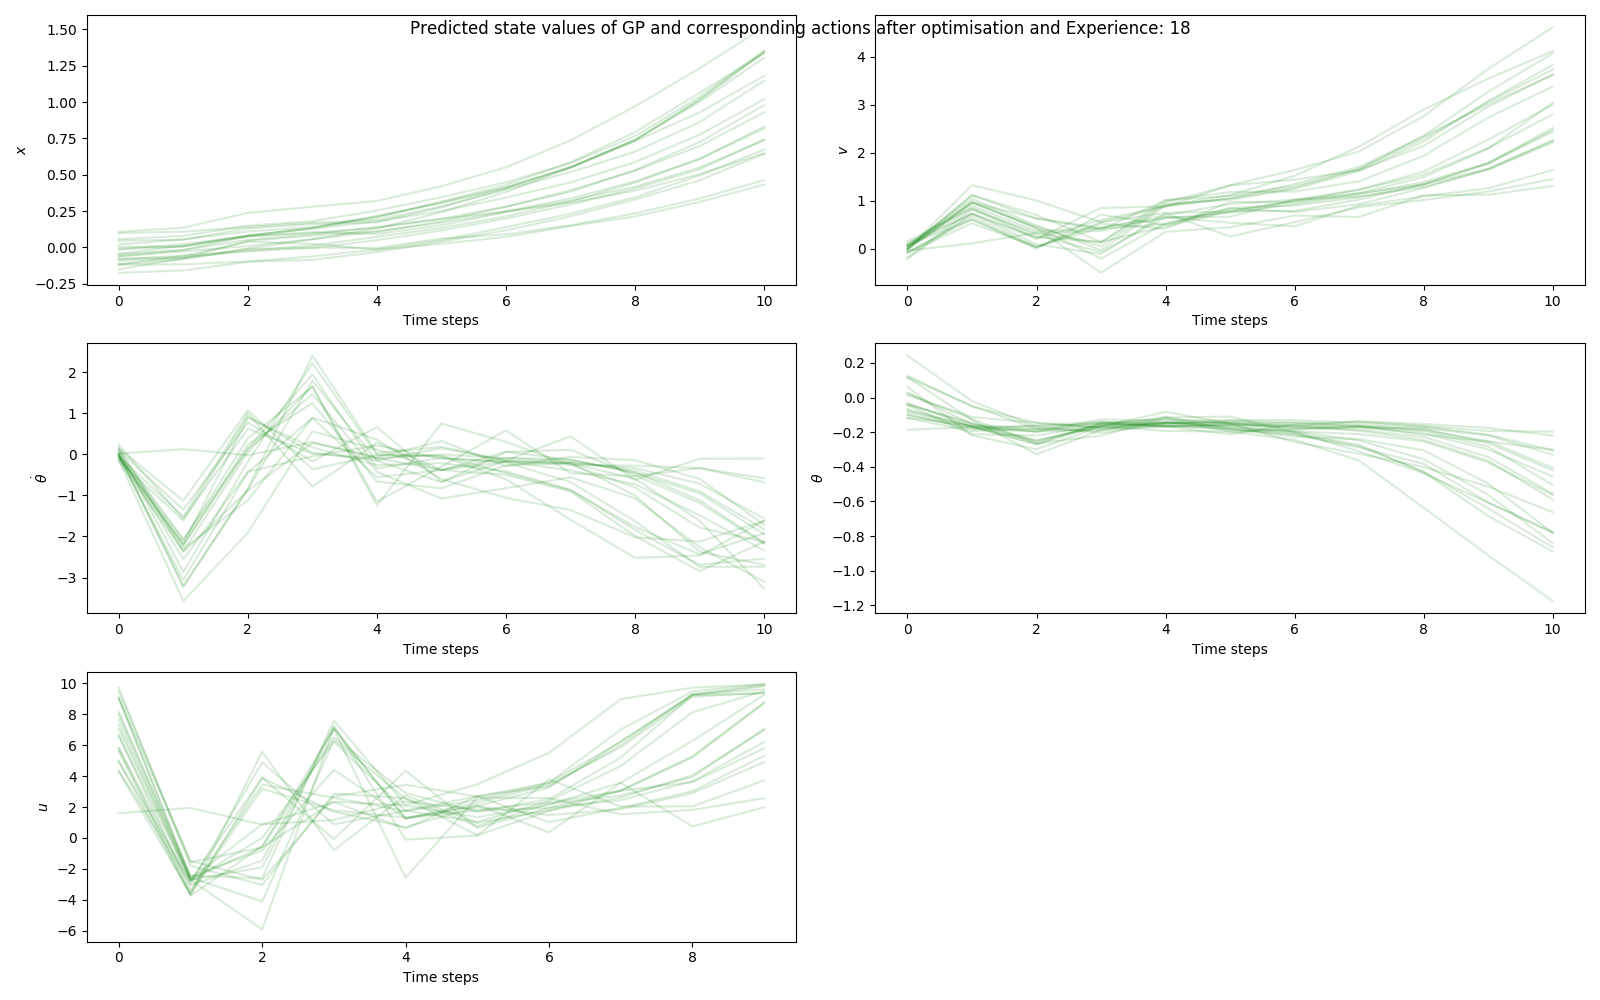 Predicted state values of GP and corresponding actions after optimisation and Experience: 18
1.50
1.25
1.00
0.75
0.50
0.25
0.00
−0.25
x
0 2 4 6 8 10
Time steps
4
3
2
1
0
v
0 2 4 6 8 10
Time steps
2
1
0
−1
−2
−3
θ̇
0 2 4 6 8 10
Time steps
0.2
0.0
−0.2
−0.4
−0.6
−0.8
−1.0
−1.2
θ
0 2 4 6 8 10
Time steps
10
8
6
4
2
0
−2
−4
−6
u
0 2 4 6 8
Time steps